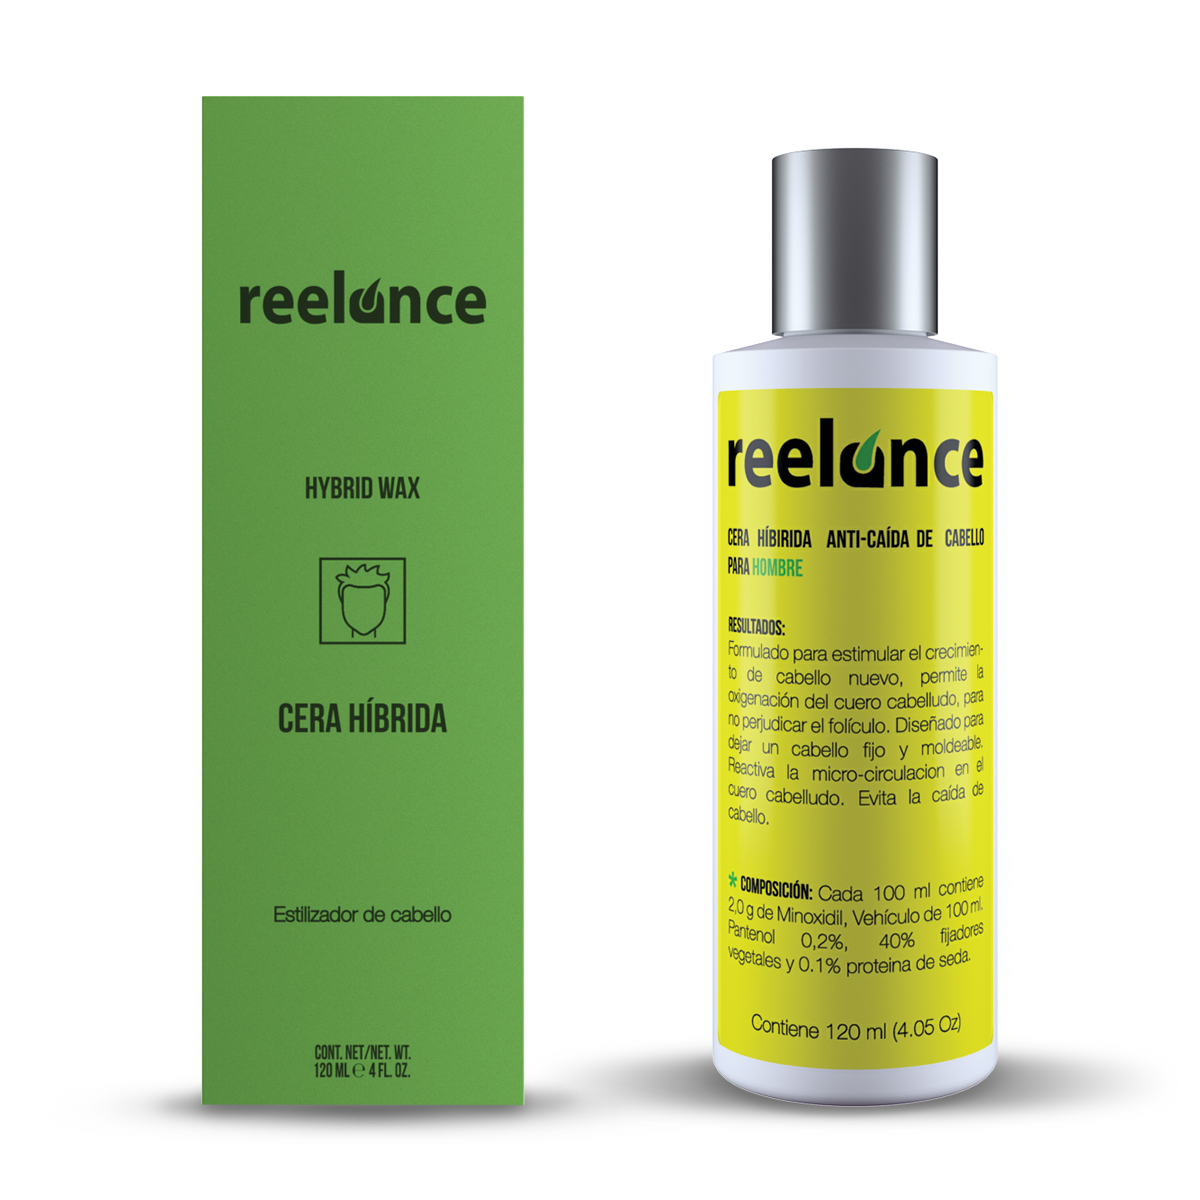 reelance
HYBRID WAX
CERA HÍBRIDA
Estilizador de cabello
CONT. NET/NET. WT.
120 ML ℮ 4 FL. OZ.
reelance
CERA HÍBIRIDA ANTI-CAÍDA DE CABELLO
PARA HOMBRE
RESULTADOS:
Formulado para estimular el crecimien-
to de cabello nuevo, permite la
oxigenación del cuero cabelludo, para
no perjudicar el folículo. Diseñado para
dejar un cabello fijo y moldeable.
Reactiva la micro-circulacion en el
cuero cabelludo. Evita la caída de
cabello.
* COMPOSICIÓN: Cada 100 ml contiene
2,0 g de Minoxidil, Vehículo de 100 ml.
Pantenol 0,2%, 40% fijadores
vegetales y 0.1% proteina de seda.
Contiene 120 ml (4.05 Oz)